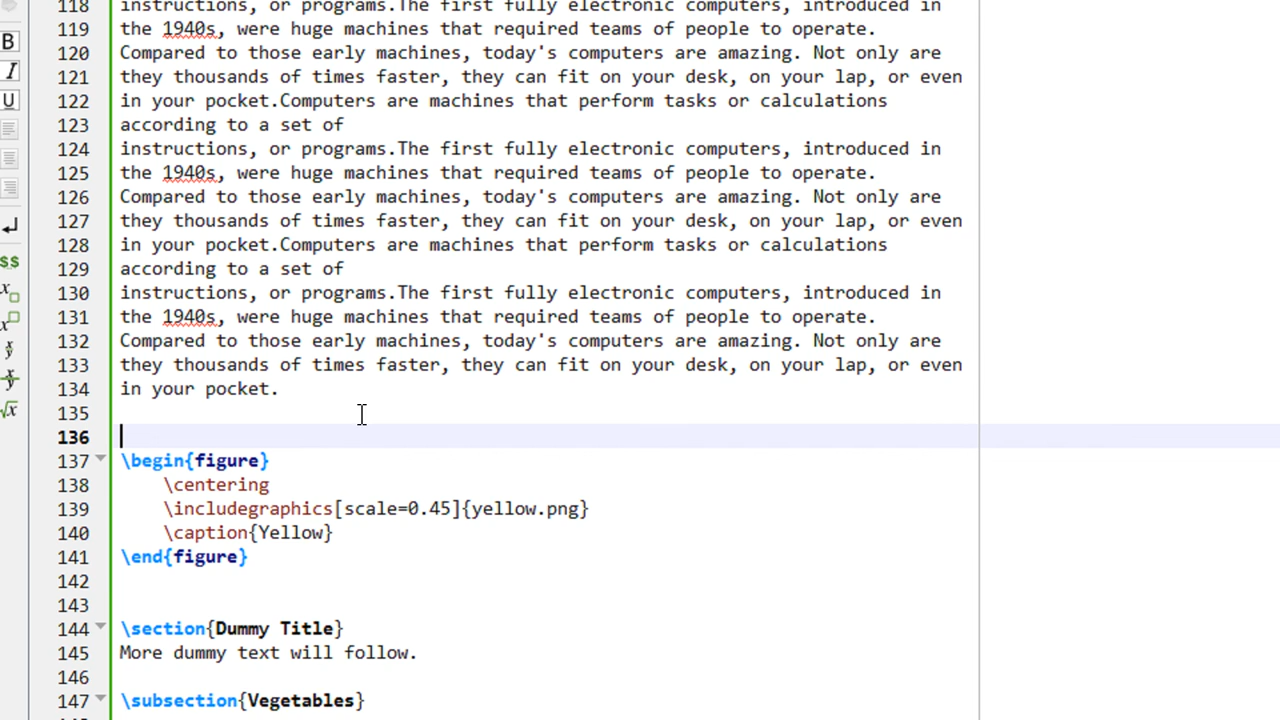 118 instructions, or programs.The first fully electronic computers, introduced in
B
119 the 1940s, were huge machines that required teams of people to operate.
120 Compared to those early machines, today's computers are amazing. Not only are
I
121 they thousands of times faster, they can fit on your desk, on your lap, or even
U
122 in your pocket.Computers are machines that perform tasks or calculations
123 according to a set of
124 instructions, or programs.The first fully electronic computers, introduced in
125 the 1940s, were huge machines that required teams of people to operate.
126 Compared to those early machines, today's computers are amazing. Not only are
127 they thousands of times faster, they can fit on your desk, on your lap, or even
128 in your pocket.Computers are machines that perform tasks or calculations
$$
129 according to a set of
x
130 instructions, or programs.The first fully electronic computers, introduced in
x
131 the 1940s, were huge machines that required teams of people to operate.
132 Compared to those early machines, today's computers are amazing. Not only are
x/y
133 they thousands of times faster, they can fit on your desk, on your lap, or even
x/y
134 in your pocket.
√x
135
136
137 \begin{figure}
138 \centering
139 \includegraphics[scale=0.45]{yellow.png}
140 \caption{Yellow}
141 \end{figure}
142
143
144 \section{Dummy Title}
145 More dummy text will follow.
146
147 \subsection{Vegetables}